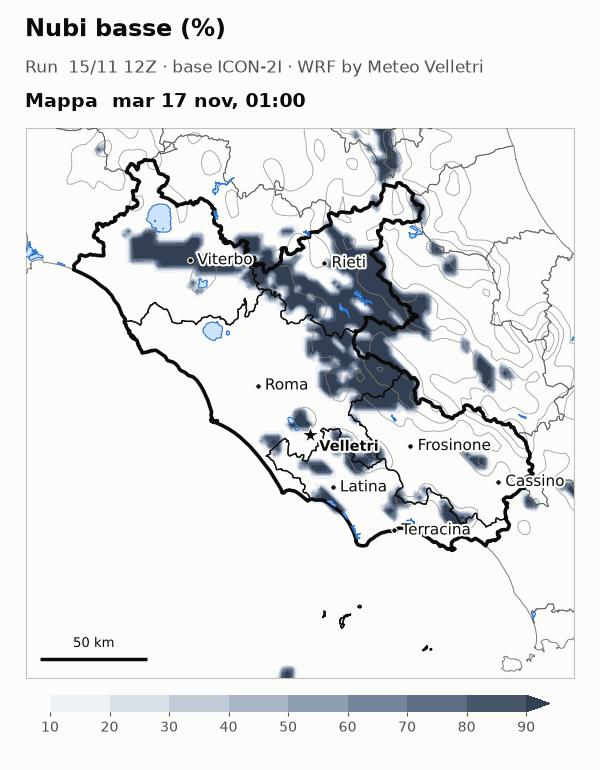 Nubi basse (%)
Run 15/11 12Z · base ICON-2I · WRF by Meteo Velletri
Mappa mar 17 nov, 01:00
Viterbo
Rieti
Roma
Velletri
Frosinone
Latina
Cassino
Terracina
50 km
10 20 30 40 50 60 70 80 90